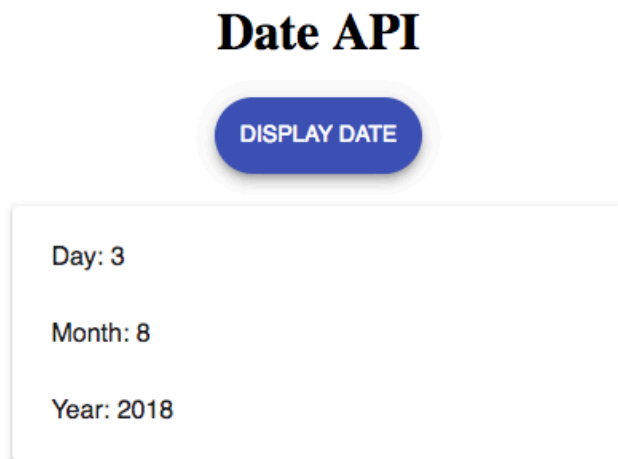 Date API
DISPLAY DATE
Day: 3
Month: 8
Year: 2018